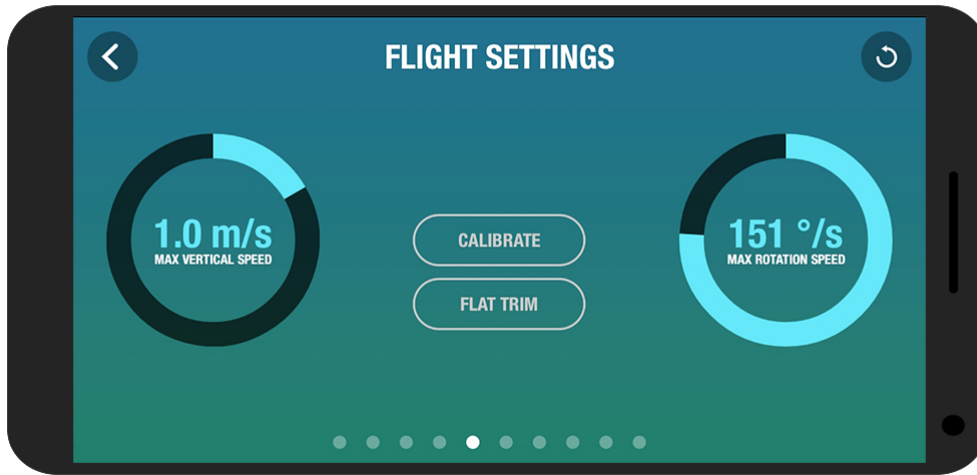 FLIGHT SETTINGS
1.0 m/s
MAX VERTICAL SPEED
CALIBRATE
FLAT TRIM
151 °/s
MAX ROTATION SPEED